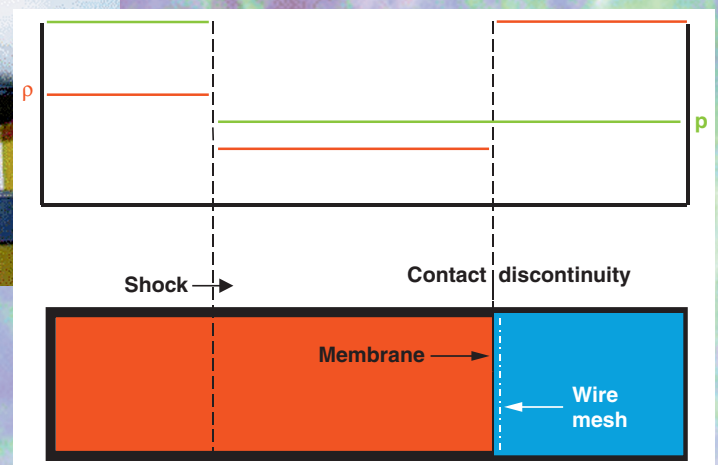 ρ
p
Shock
Contact discontinuity
Membrane
Wire
mesh